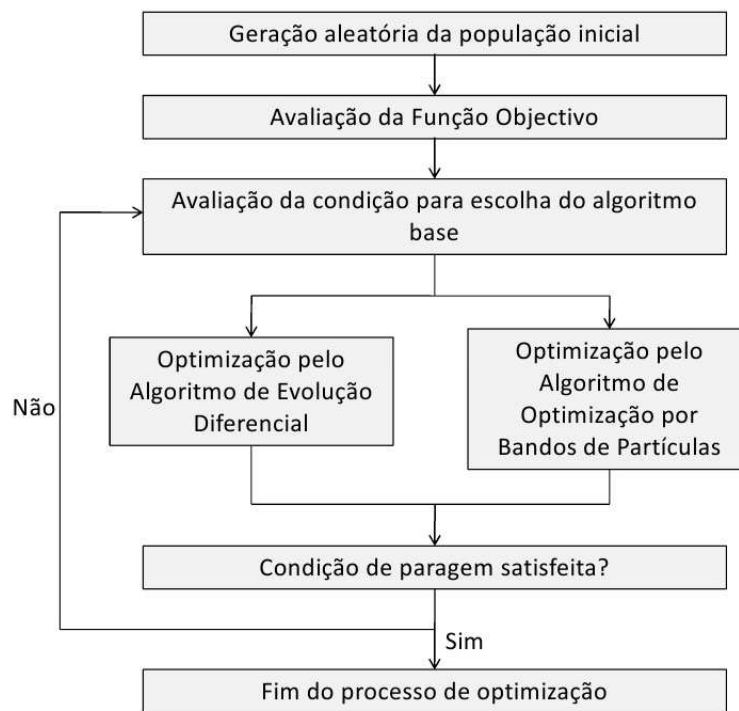 Geração aleatória da população inicial
Avaliação da Função Objectivo
Avaliação da condição para escolha do algoritmo
base
Optimização pelo
Algoritmo de Evolução
Diferencial
Optimização pelo
Algoritmo de
Optimização por
Bandos de Partículas
Não
Condição de paragem satisfeita?
Sim
Fim do processo de optimização